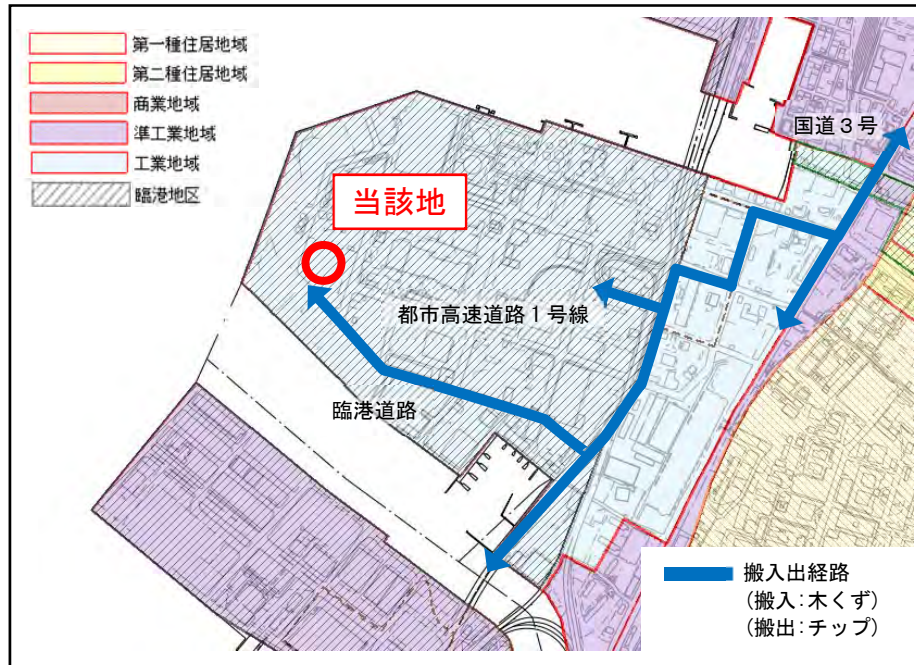 第一種住居地域
第二種住居地域
商業地域
準工業地域
工業地域
臨港地区
国道3号
当該地
都市高速道路1号線
臨港道路
搬入出経路
(搬入:木くず)
(搬出:チップ)